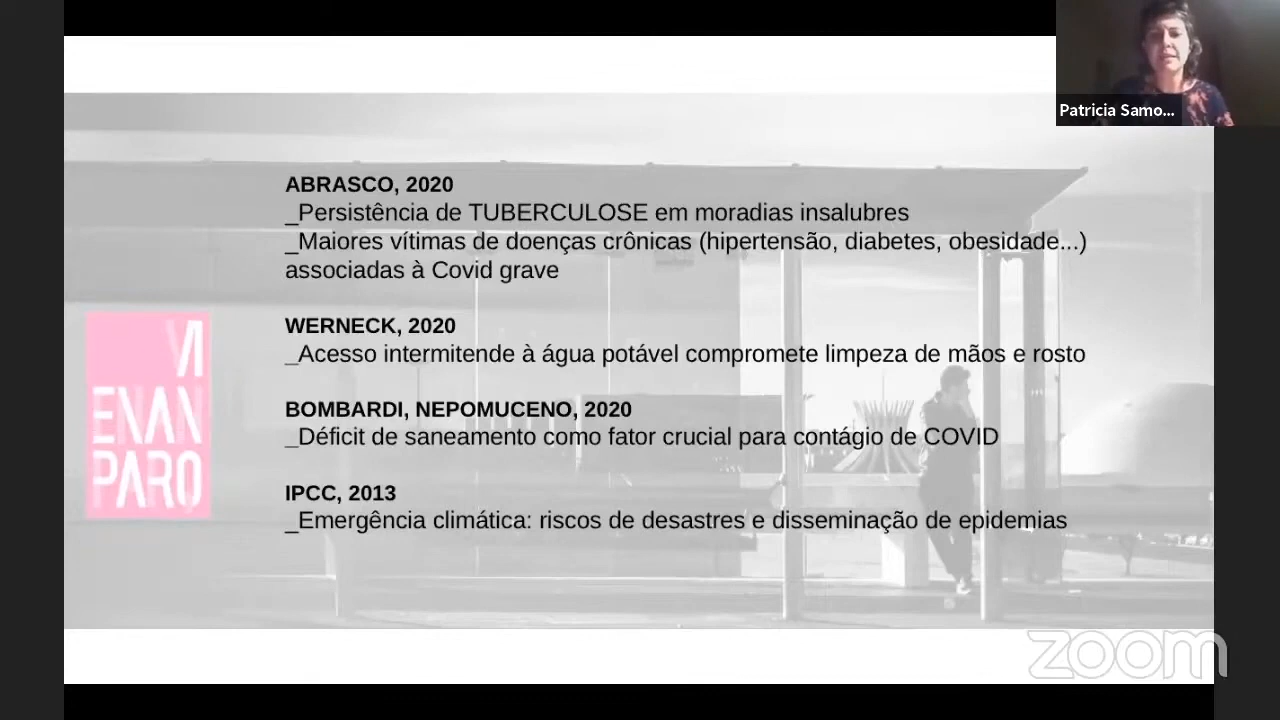 Patricia Samo...
ABRASCO, 2020
_Persistência de TUBERCULOSE em moradias insalubres
_Maiores vítimas de doenças crônicas (hipertensão, diabetes, obesidade...)
associadas à Covid grave
WERNECK, 2020
_Acesso intermitende à água potável compromete limpeza de mãos e rosto
BOMBARDI, NEPOMUCENO, 2020
_Déficit de saneamento como fator crucial para contágio de COVID
IPCC, 2013
_Emergência climática: riscos de desastres e disseminação de epidemias
VI
ENAN
PARQ
zoom